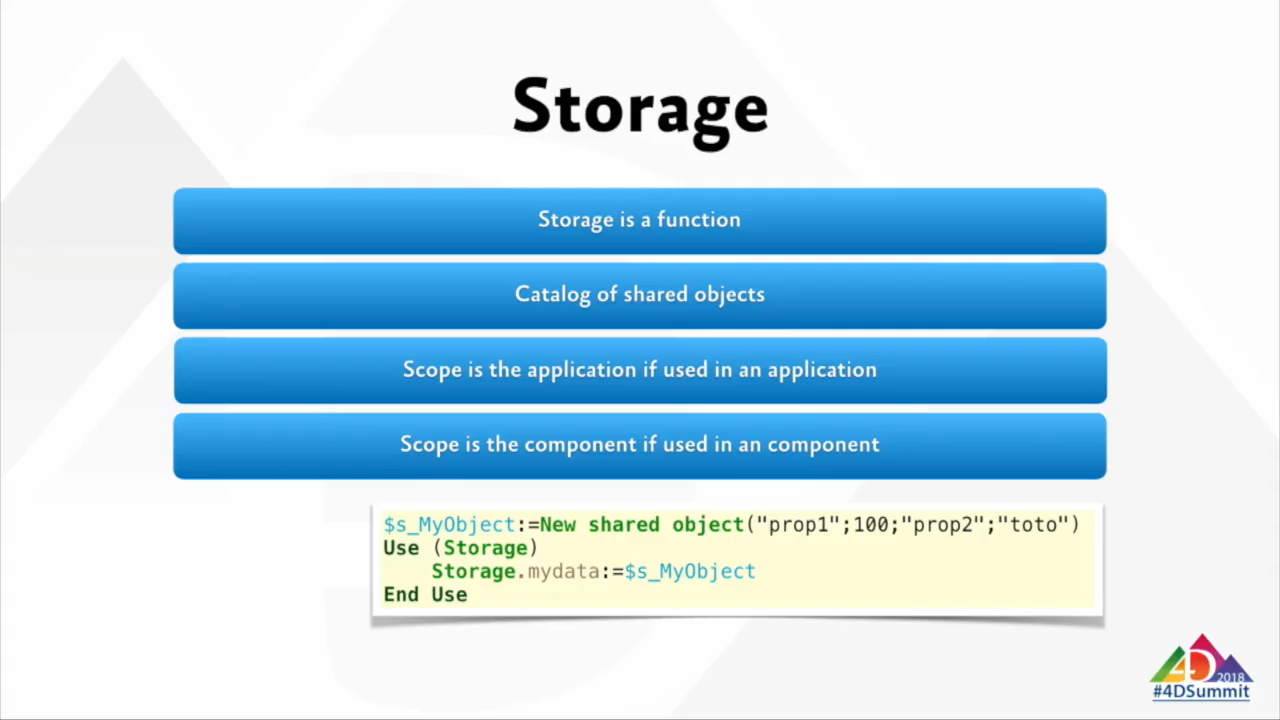 Storage
Storage is a function
Catalog of shared objects
Scope is the application if used in an application
Scope is the component if used in an component
$s_MyObject:=New shared object("prop1";100;"prop2";"toto")
Use (Storage)
Storage.mydata:=$s_MyObject
End Use
4D 2018
#4DSummit